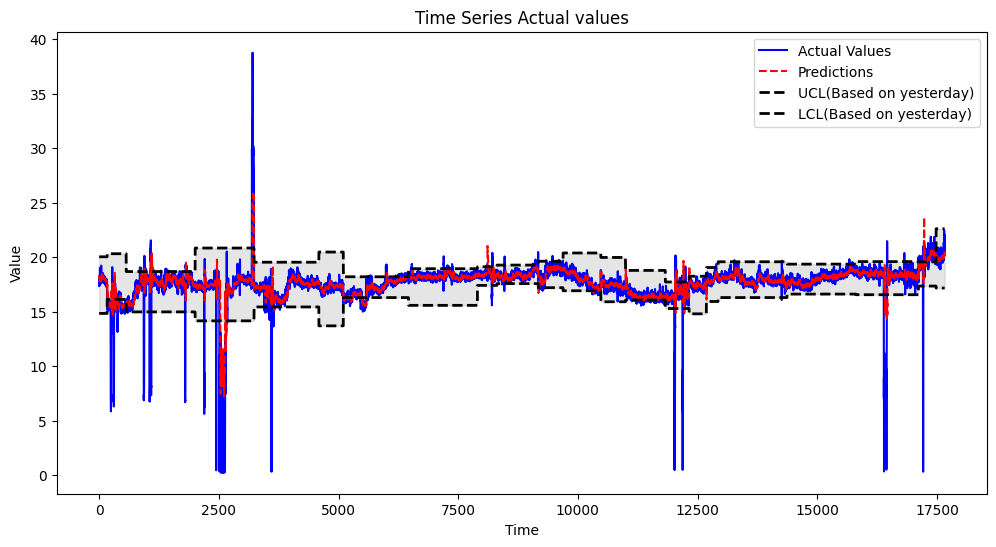 Time Series Actual values
Actual Values
Predictions
UCL(Based on yesterday)
LCL(Based on yesterday)
40
35
30
25
20
15
10
5
0
Value
0 2500 5000 7500 10000 12500 15000 17500
Time